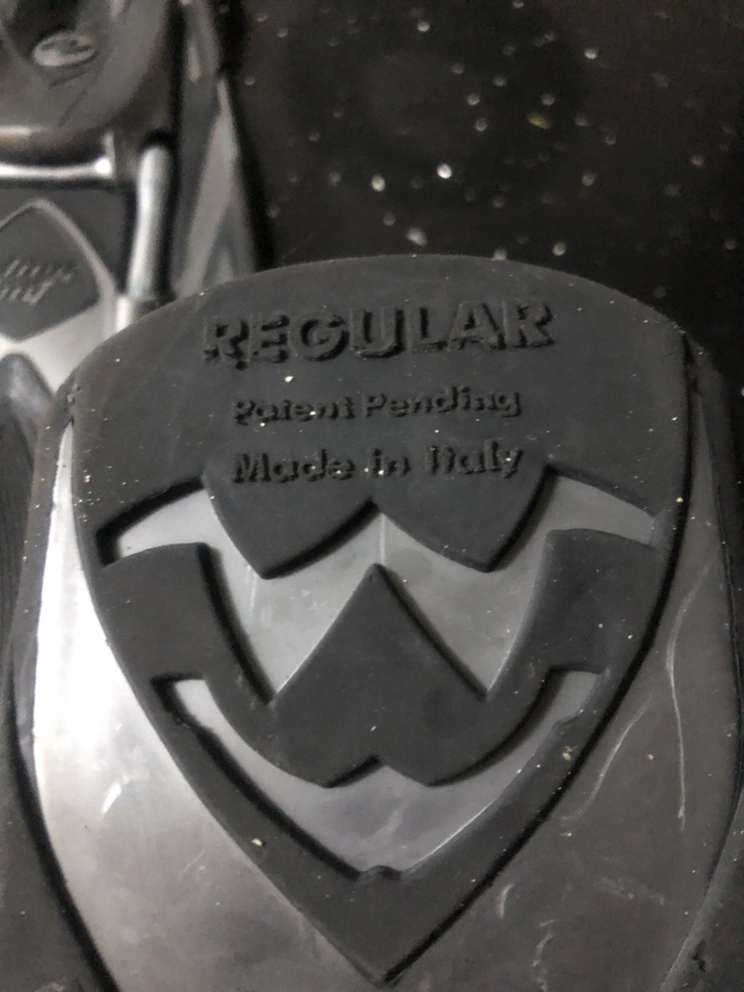 REGULAR
Patent Pending
Made in Italy